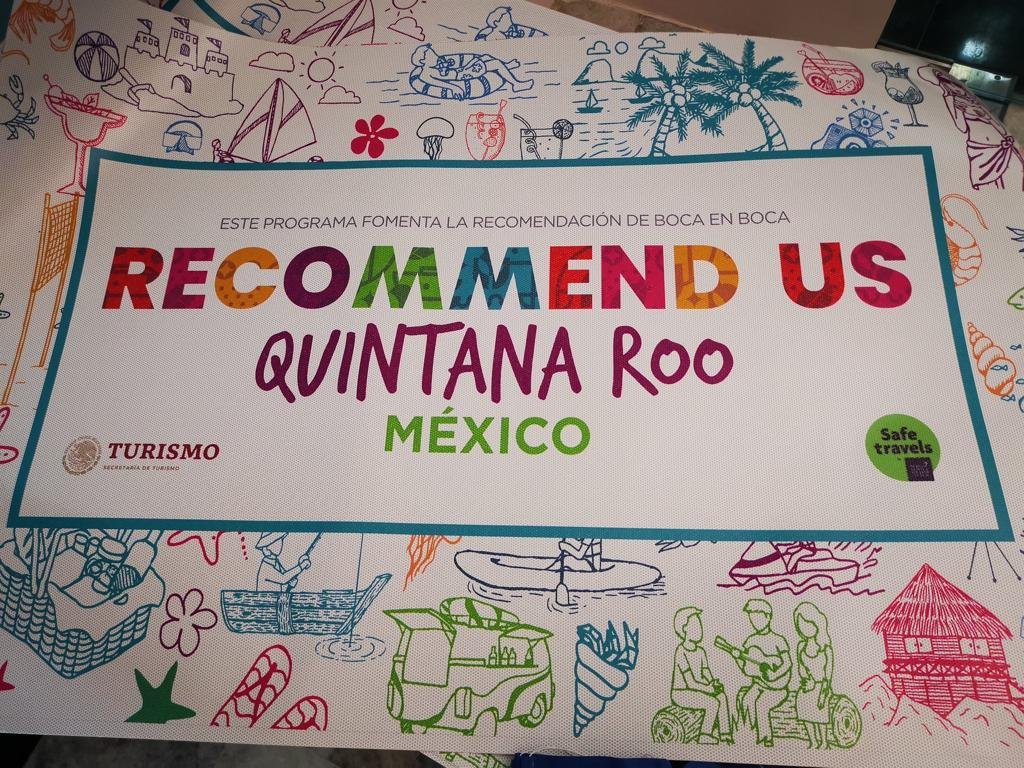 ESTE PROGRAMA FOMENTA LA RECOMENDACIÓN DE BOCA EN BOCA
RECOMMEND US
QUINTANA ROO
MÉXICO
TURISMO
SECRETARÍA DE TURISMO
Safe
travels